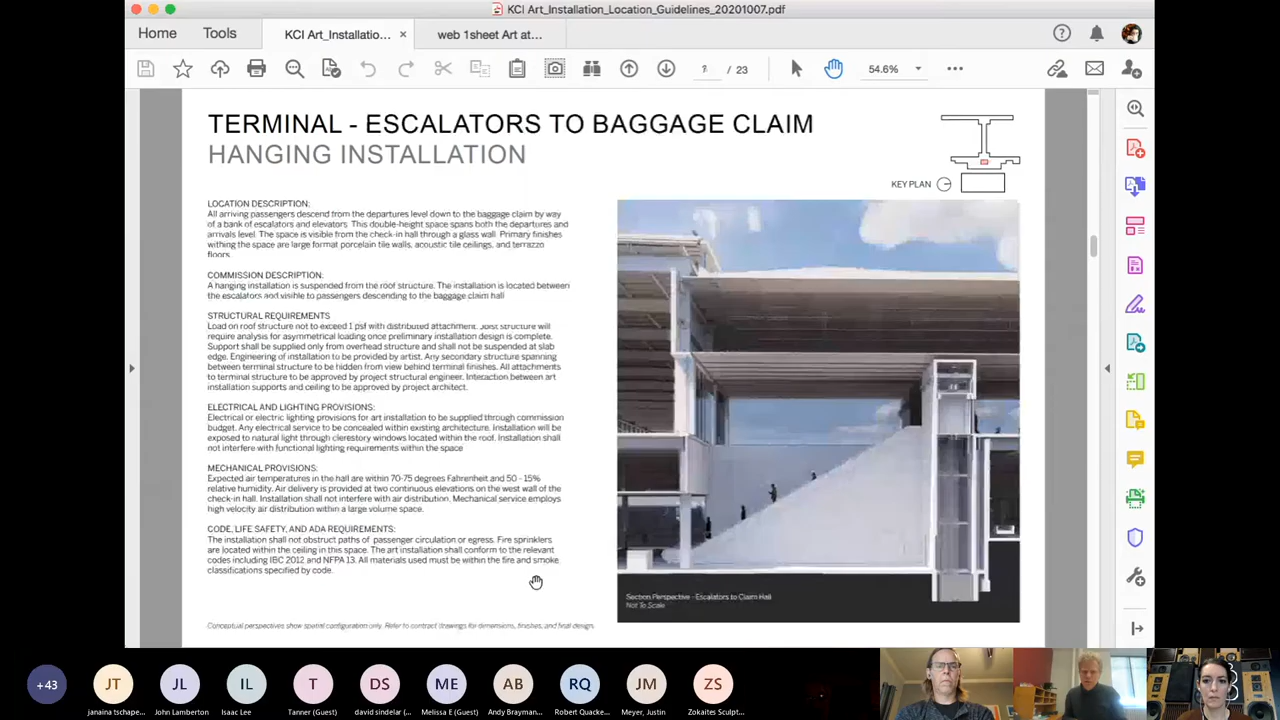 KCI Art_Installation_Location_Guidelines_20201007.pdf
Home
Tools
KCI Art_Installatio... ×
web 1sheet Art at...
/ 23
54.6%
TERMINAL - ESCALATORS TO BAGGAGE CLAIM
HANGING INSTALLATION
KEY PLAN
LOCATION DESCRIPTION:
All arriving passengers descend from the departures level down to the baggage claim by way
of a bank of escalators and elevators. This double-height space spans both the departures and
arrivals level. The space is visible from the check-in hall through a glass wall. Primary finishes
withing the space are large format porcelain tile walls, acoustic tile ceilings, and terrazzo
floors.
COMMISSION DESCRIPTION:
A hanging installation is suspended from the roof structure. The installation is located between
the escalators and visible to passengers descending to the baggage claim hall
STRUCTURAL REQUIREMENTS
Load on roof structure not to exceed 1 psf with distributed attachment. Joist structure will
require analysis for asymmetrical loading once preliminary installation design is complete.
Support shall be supplied only from overhead structure and shall not be suspended at slab
edge. Engineering of installation to be provided by artist. Any secondary structure spanning
between terminal structure to be hidden from view behind terminal finishes. All attachments
to terminal structure to be approved by project structural engineer. Interaction between art
installation supports and ceiling to be approved by project architect.
ELECTRICAL AND LIGHTING PROVISIONS:
Electrical or electric lighting provisions for art installation to be supplied through commission
budget. Any electrical service to be concealed within existing architecture. Installation will be
exposed to natural light through clerestory windows located within the roof. Installation shall
not interfere with functional lighting requirements within the space
MECHANICAL PROVISIONS:
Expected air temperatures in the hall are within 70-75 degrees Fahrenheit and 50 - 15%
relative humidity. Air delivery is provided at two continuous elevations on the west wall of the
check-in hall. Installation shall not interfere with air distribution. Mechanical service employs
high velocity air distribution within a large volume space.
CODE, LIFE SAFETY, AND ADA REQUIREMENTS:
The installation shall not obstruct paths of passenger circulation or egress. Fire sprinklers
are located within the ceiling in this space. The art installation shall conform to the relevant
codes including IBC 2012 and NFPA 13. All materials used must be within the fire and smoke
classifications specified by code.
Section Perspective - Escalators to Claim Hall
Not To Scale
Conceptual perspectives show spatial configuration only. Refer to contract drawings for dimensions, finishes, and final design.
+43
JT
JL
IL
T
DS
ME
AB
RQ
JM
ZS
janaina tschape...
John Lamberton
Isaac Lee
Tanner (Guest)
david sindelar (...
Melissa E (Guest)
Andy Brayman...
Robert Quacke...
Meyer, Justin
Zokaites Sculpt...